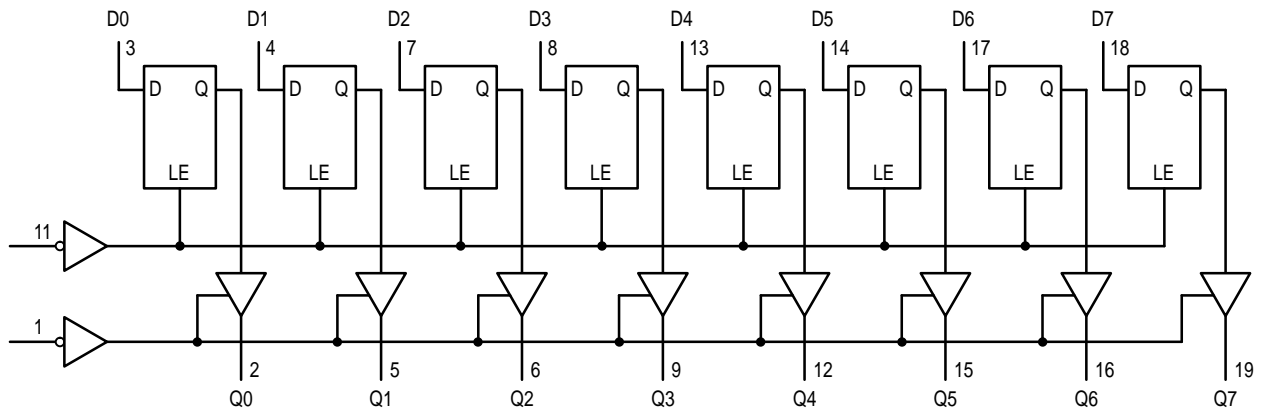 D0 D1 D2 D3 D4 D5 D6 D7
3 4 7 8 13 14 17 18
D Q D Q D Q D Q D Q D Q D Q D Q
LE LE LE LE LE LE LE LE
11
1
2 5 6 9 12 15 16 19
Q0 Q1 Q2 Q3 Q4 Q5 Q6 Q7